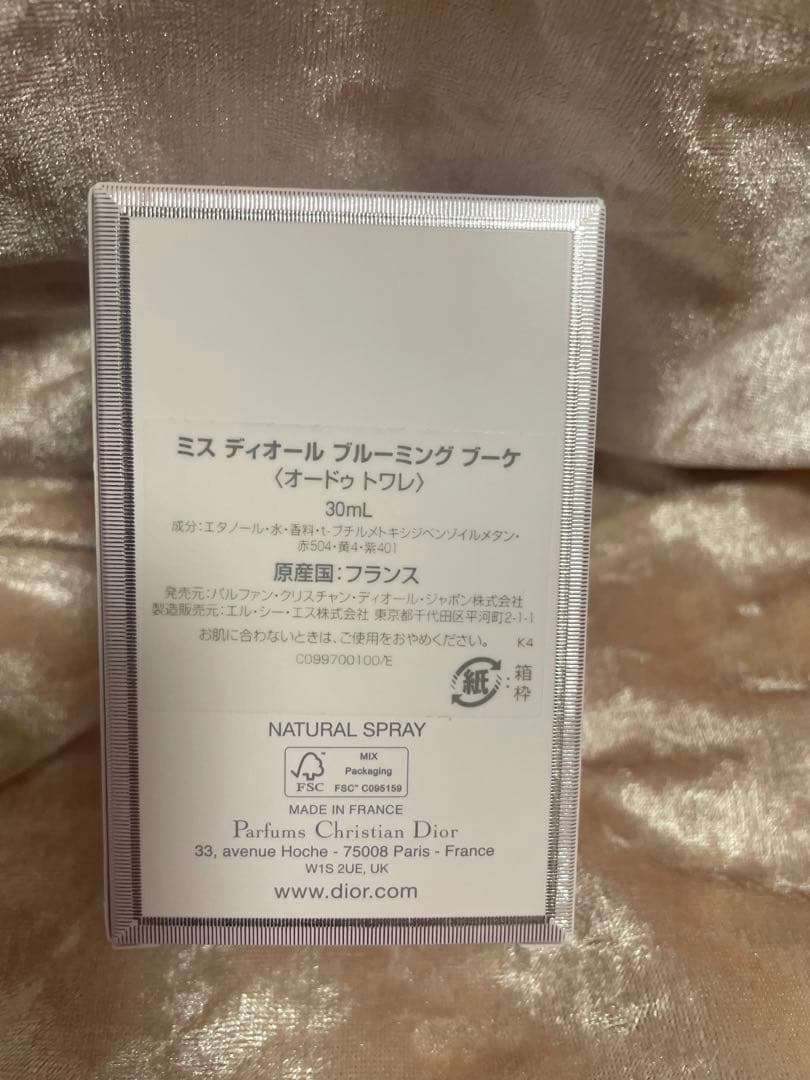 ミス ディオール ブルーミング ブーケ
〈オードゥ トワレ〉
30mL
成分:エタノール・水・香料・t-ブチルメトキシジベンゾイルメタン・
赤504・黄4・紫401
原産国:フランス
発売元:パルファン・クリスチャン・ディオール・ジャポン株式会社
製造販売元:エル・シー・エス株式会社 東京都千代田区平河町2-1-1
お肌に合わないときは、ご使用をおやめください。 K4
C099700100/E
紙:箱
枠
NATURAL SPRAY
MIX
Packaging
FSC™ C095159
FSC
MADE IN FRANCE
Parfums Christian Dior
33, avenue Hoche - 75008 Paris - France
W1S 2UE, UK
www.dior.com